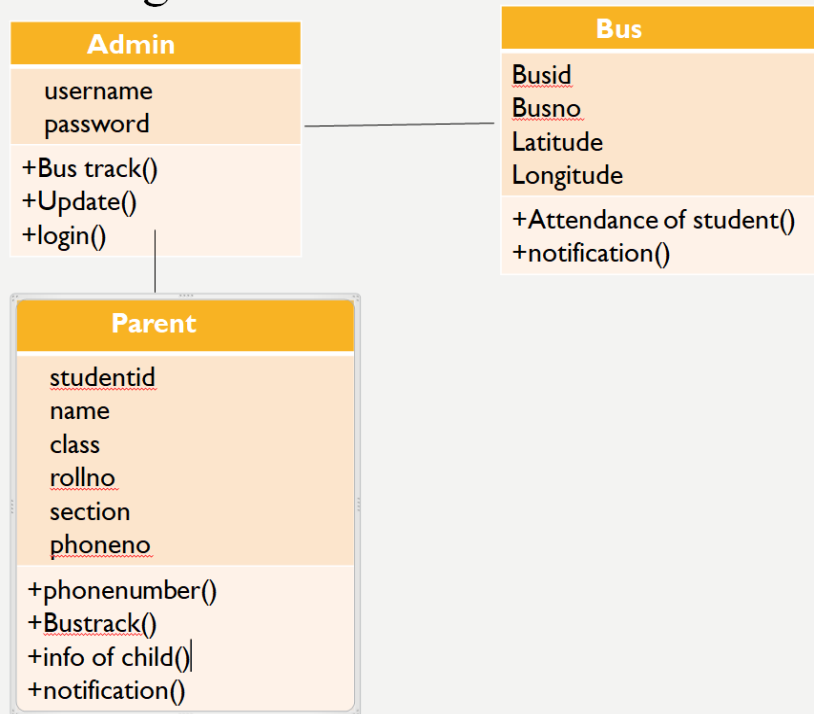 Admin
username
password
+Bus track()
+Update()
+login()
Bus
Busid
Busno
Latitude
Longitude
+Attendance of student()
+notification()
Parent
studentid
name
class
rollno
section
phoneno
+phonenumber()
+Bustrack()
+info of child()
+notification()